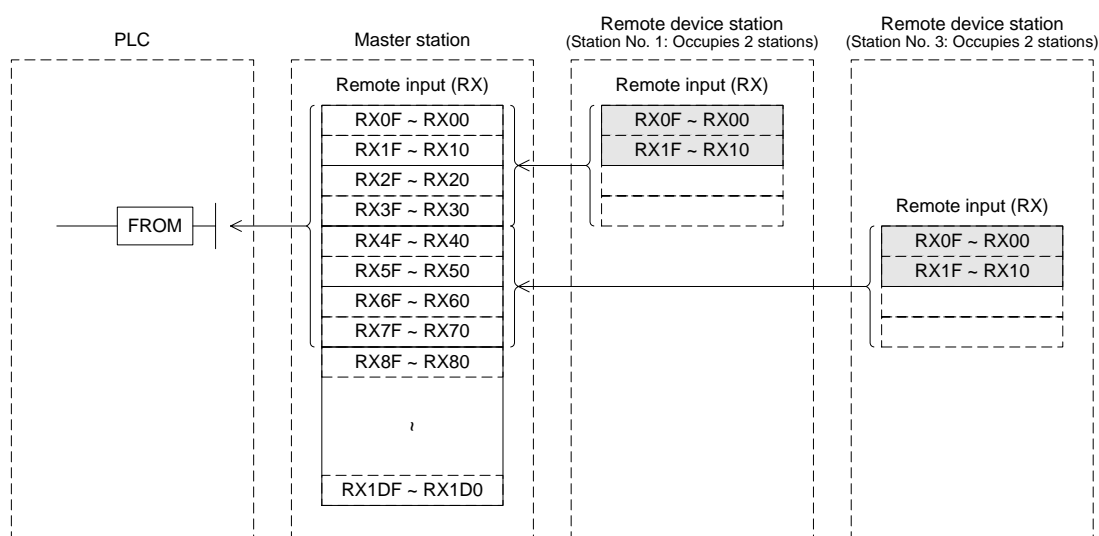 PLC
Master station
Remote device station
(Station No. 1: Occupies 2 stations)
Remote device station
(Station No. 3: Occupies 2 stations)
Remote input (RX)
RX0F ~ RX00
RX1F ~ RX10
RX2F ~ RX20
RX3F ~ RX30
RX4F ~ RX40
RX5F ~ RX50
RX6F ~ RX60
RX7F ~ RX70
RX8F ~ RX80
~
RX1DF ~ RX1D0
Remote input (RX)
RX0F ~ RX00
RX1F ~ RX10
Remote input (RX)
RX0F ~ RX00
RX1F ~ RX10
FROM